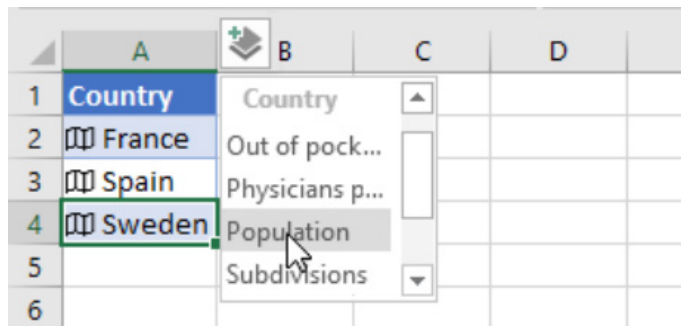 A B C D
1 Country Country
2 France Out of pock...
3 Spain Physicians p...
4 Sweden Population
5 Subdivisions
6